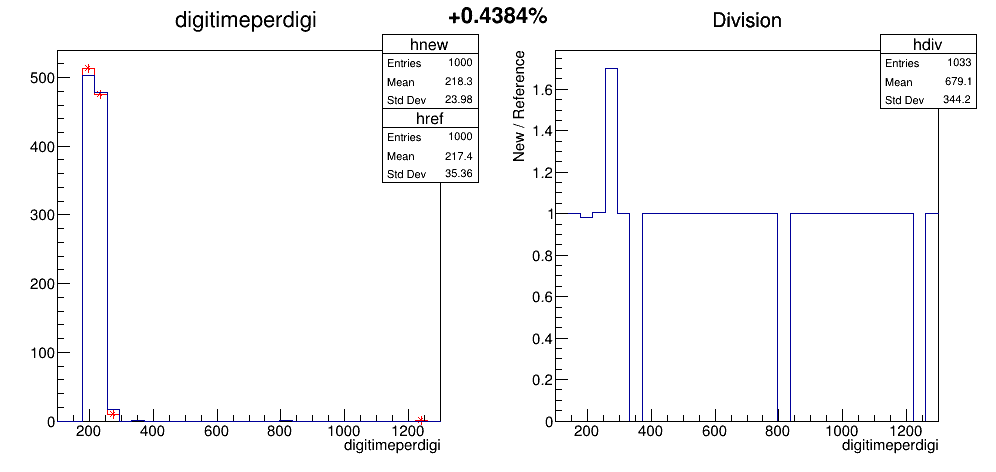 digitimeperdigi
+0.4384%
Division
hnew
Entries 1000
Mean 218.3
Std Dev 23.98
href
Entries 1000
Mean 217.4
Std Dev 35.36
500
400
300
200
100
0
200 400 600 800 1000 1200
digitimeperdigi
hdiv
Entries 1033
Mean 679.1
Std Dev 344.2
New / Reference
1.6
1.4
1.2
1
0.8
0.6
0.4
0.2
0
200 400 600 800 1000 1200
digitimeperdigi